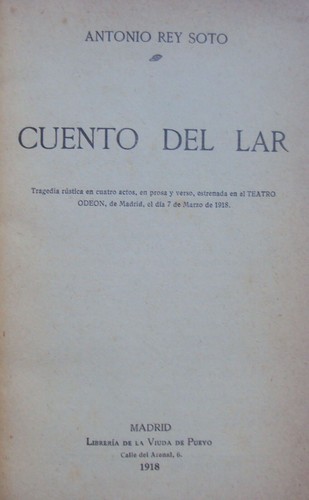 ANTONIO REY SOTO
CUENTO DEL LAR
Tragedia rústica en cuatro actos, en prosa y verso, estrenada en el TEATRO
ODEON, de Madrid, el día 7 de Marzo de 1918.
MADRID
LIBRERÍA DE LA VIUDA DE PUEYO
Calle del Arenal, 6.
1918